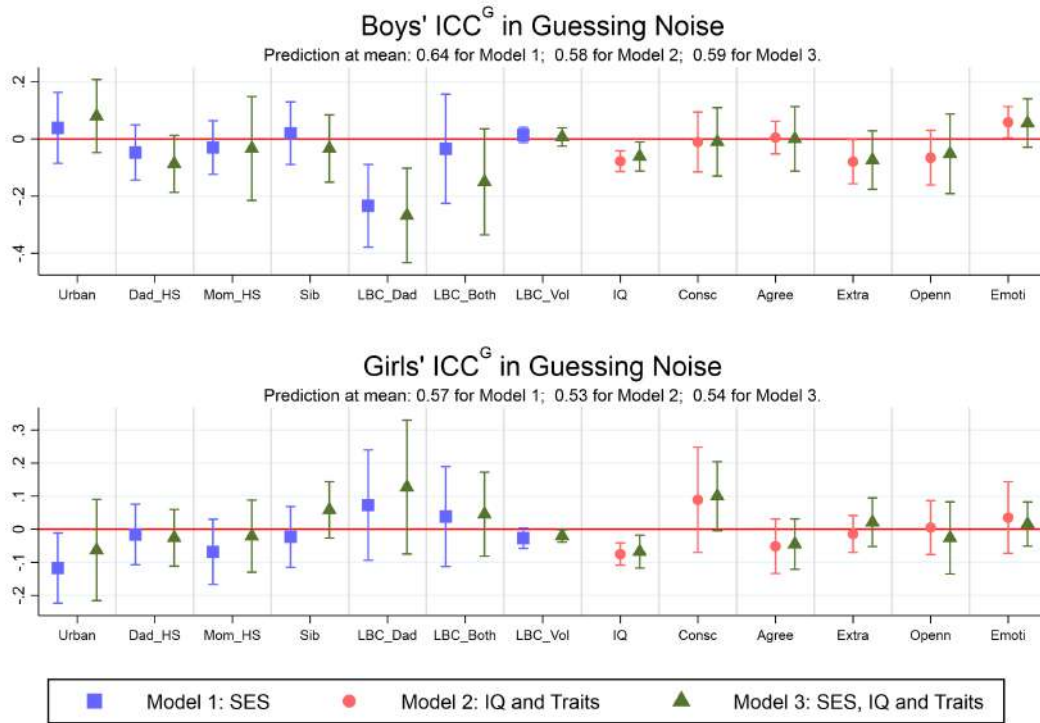 Boys' ICC^G in Guessing Noise
Prediction at mean: 0.64 for Model 1; 0.58 for Model 2; 0.59 for Model 3.
.2
0
-.2
-.4
Urban Dad_HS Mom_HS Sib LBC_Dad LBC_Both LBC_Vol IQ Consc Agree Extra Openn Emoti
Girls' ICC^G in Guessing Noise
Prediction at mean: 0.57 for Model 1; 0.53 for Model 2; 0.54 for Model 3.
.3
.2
.1
0
-.1
-.2
Urban Dad_HS Mom_HS Sib LBC_Dad LBC_Both LBC_Vol IQ Consc Agree Extra Openn Emoti
Model 1: SES Model 2: IQ and Traits Model 3: SES, IQ and Traits